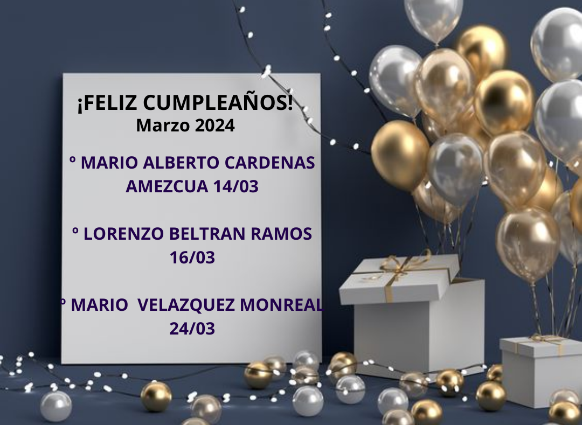 ¡FELIZ CUMPLEAÑOS!
Marzo 2024
º MARIO ALBERTO CARDENAS
AMEZCUA 14/03
º LORENZO BELTRAN RAMOS
16/03
º MARIO VELAZQUEZ MONREAL
24/03